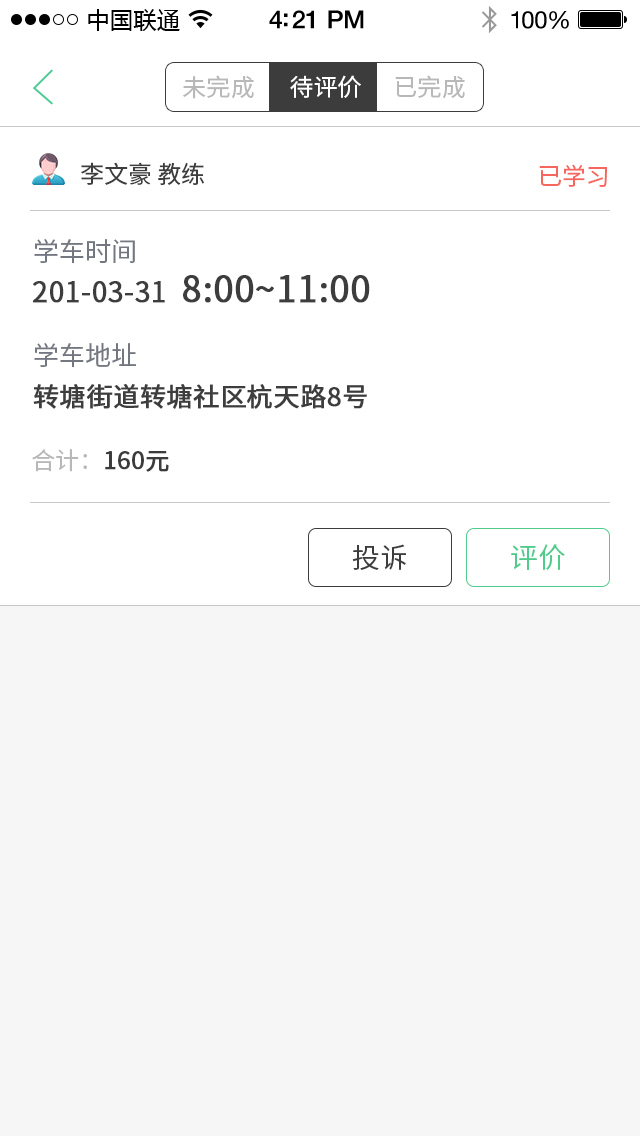 中国联通 4:21 PM 100%
未完成 待评价 已完成
李文豪 教练 已学习
学车时间
201-03-31 8:00~11:00
学车地址
转塘街道转塘社区杭天路8号
合计: 160元
投诉 评价